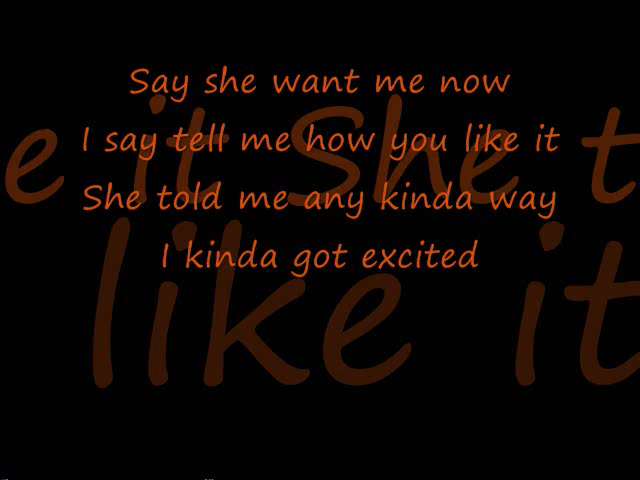 Say she want me now
I say tell me how you like it
She told me any kinda way
I kinda got excited
e it She t
like it